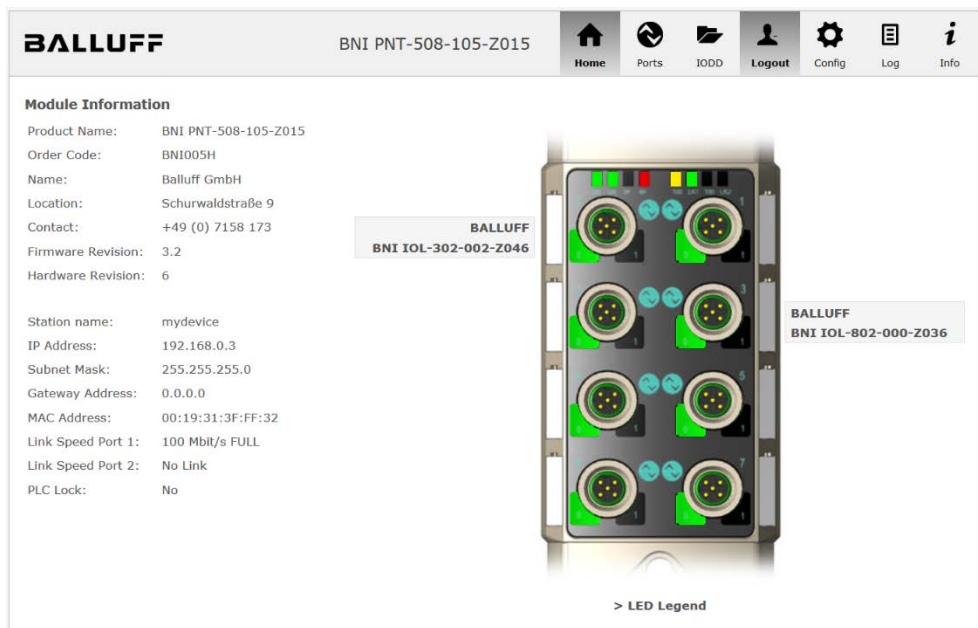 BALLUFF
BNI PNT-508-105-Z015
Home Ports IODD Logout Config Log Info
Module Information
Product Name: BNI PNT-508-105-Z015
Order Code: BNI005H
Name: Balluff GmbH
Location: Schurwaldstraße 9
Contact: +49 (0) 7158 173
Firmware Revision: 3.2
Hardware Revision: 6
Station name: mydevice
IP Address: 192.168.0.3
Subnet Mask: 255.255.255.0
Gateway Address: 0.0.0.0
MAC Address: 00:19:31:3F:FF:32
Link Speed Port 1: 100 Mbit/s FULL
Link Speed Port 2: No Link
PLC Lock: No
BALLUFF
BNI IOL-302-002-Z046
1
3
5
7
BALLUFF
BNI IOL-802-000-Z036
> LED Legend